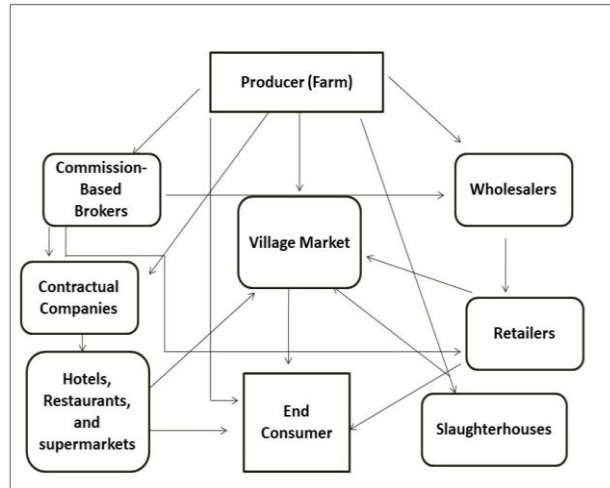 Producer (Farm)
Commission-
Based
Brokers
Wholesalers
Village Market
Contractual
Companies
Retailers
Hotels,
Restaurants,
and
supermarkets
End
Consumer
Slaughterhouses